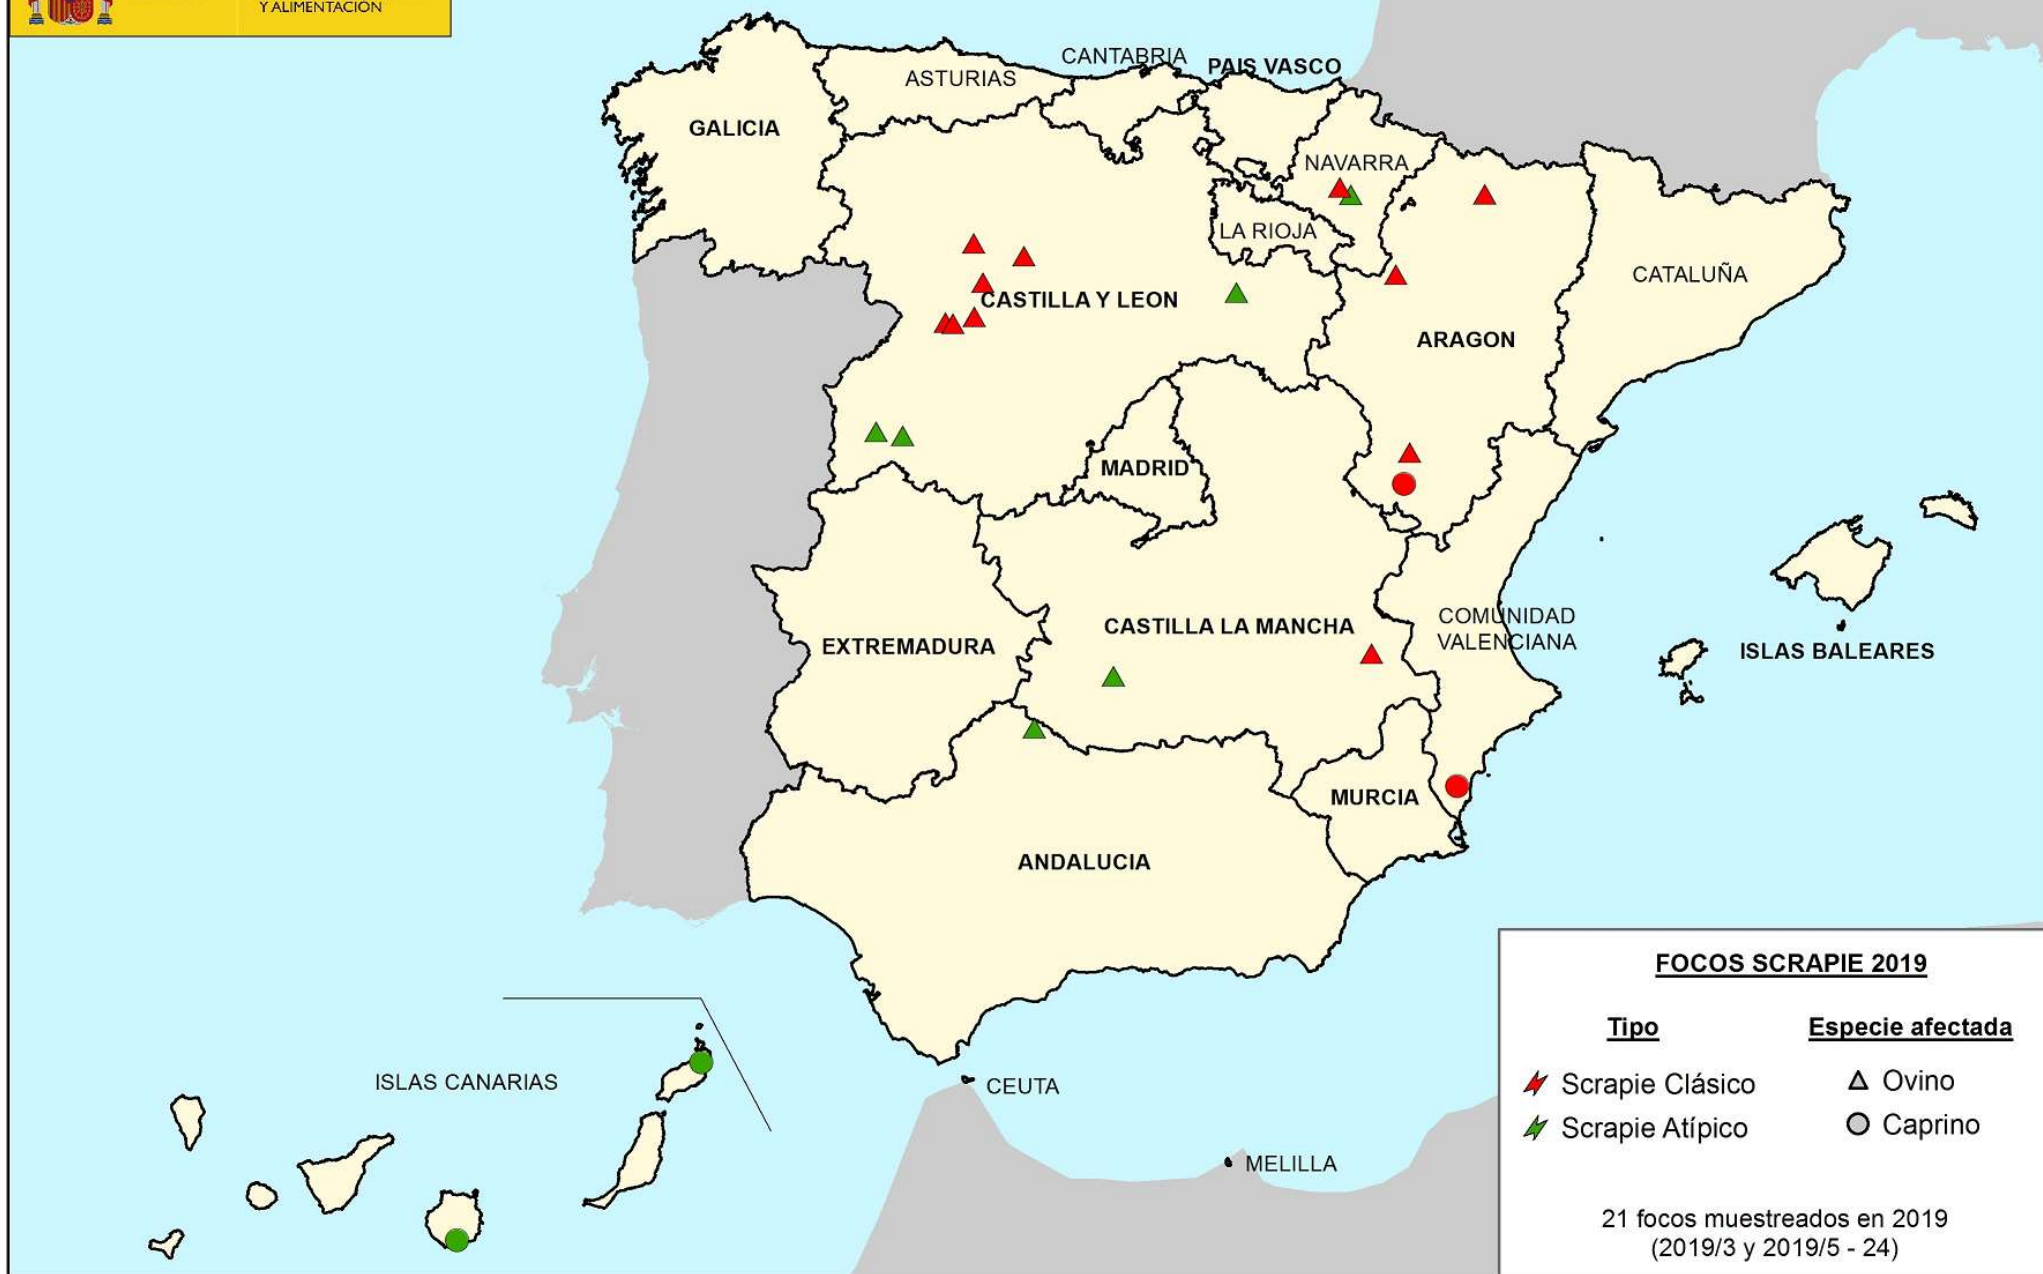 Y ALIMENTACIÓN
CANTABRIA
PAIS VASCO
ASTURIAS
GALICIA
NAVARRA
LA RIOJA
CATALUÑA
CASTILLA Y LEON
ARAGON
MADRID
COMUNIDAD
VALENCIANA
CASTILLA LA MANCHA
EXTREMADURA
ISLAS BALEARES
MURCIA
ANDALUCIA
ISLAS CANARIAS
CEUTA
MELILLA
FOCOS SCRAPIE 2019
Tipo
Especie afectada
Scrapie Clásico
Ovino
Scrapie Atípico
Caprino
21 focos muestreados en 2019
(2019/3 y 2019/5 - 24)